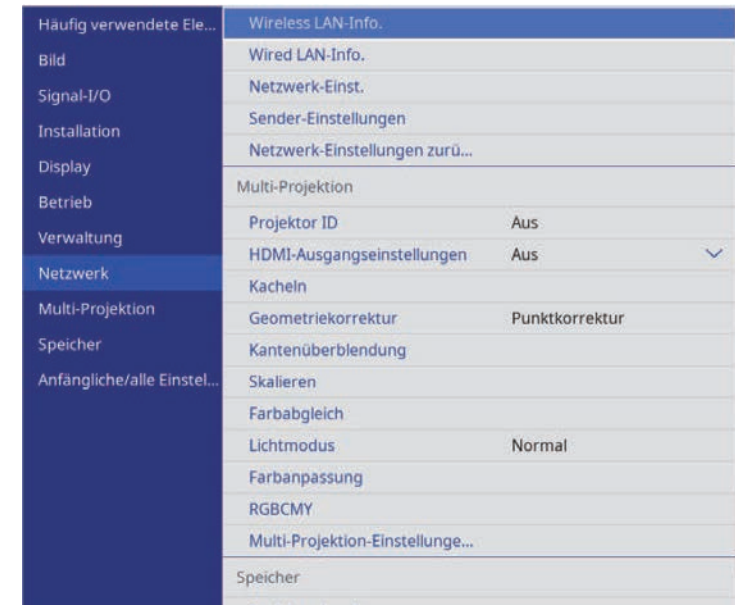 Häufig verwendete Ele...
Bild
Signal-I/O
Installation
Display
Betrieb
Verwaltung
Netzwerk
Multi-Projektion
Speicher
Anfängliche/alle Einstel...
Wireless LAN-Info.
Wired LAN-Info.
Netzwerk-Einst.
Sender-Einstellungen
Netzwerk-Einstellungen zurü...
Multi-Projektion
Projektor ID Aus
HDMI-Ausgangseinstellungen Aus
Kacheln
Geometriekorrektur Punktkorrektur
Kantenüberblendung
Skalieren
Farbabgleich
Lichtmodus Normal
Farbanpassung
RGBCMY
Multi-Projektion-Einstellunge...
Speicher